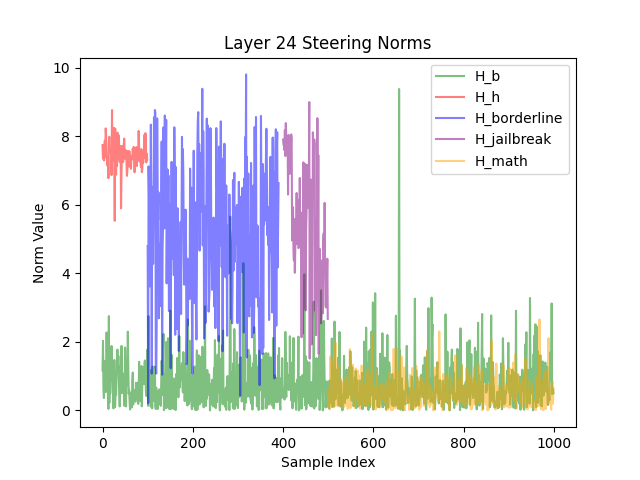 Layer 24 Steering Norms
H_b
H_h
H_borderline
H_jailbreak
H_math
Norm Value
10
8
6
4
2
0
0
200
400
600
800
1000
Sample Index